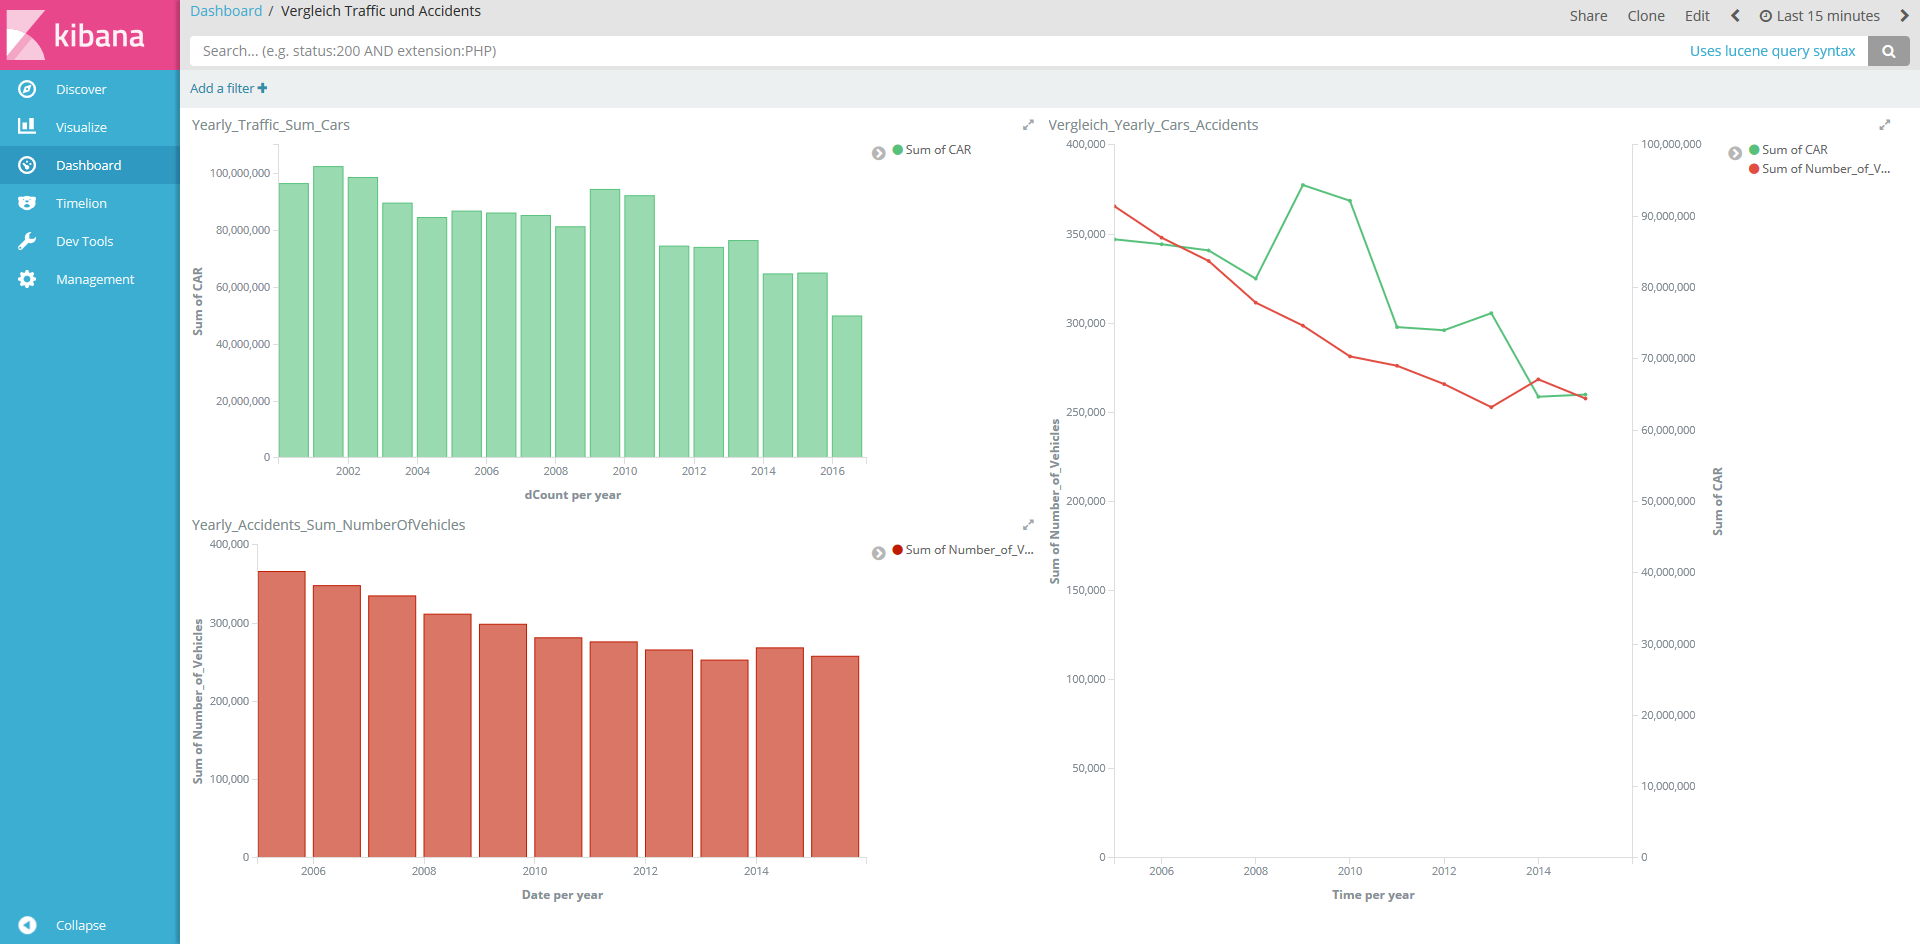 kibana
Discover
Visualize
Dashboard
Timelion
Dev Tools
Management
Collapse
Dashboard / Vergleich Traffic und Accidents
Share Clone Edit Last 15 minutes
Search... (e.g. status:200 AND extension:PHP) Uses lucene query syntax
Add a filter
Yearly_Traffic_Sum_Cars
Sum of CAR
100,000,000
80,000,000
60,000,000
40,000,000
20,000,000
0
Sum of CAR
2002 2004 2006 2008 2010 2012 2014 2016
dCount per year
Yearly_Accidents_Sum_NumberOfVehicles
Sum of Number_of_V...
400,000
300,000
200,000
100,000
0
Sum of Number_of_Vehicles
2006 2008 2010 2012 2014
Date per year
Vergleich_Yearly_Cars_Accidents
Sum of CAR
Sum of Number_of_V...
400,000
350,000
300,000
250,000
200,000
150,000
100,000
50,000
0
Sum of Number_of_Vehicles
100,000,000
90,000,000
80,000,000
70,000,000
60,000,000
50,000,000
40,000,000
30,000,000
20,000,000
10,000,000
0
Sum of CAR
2006 2008 2010 2012 2014
Time per year